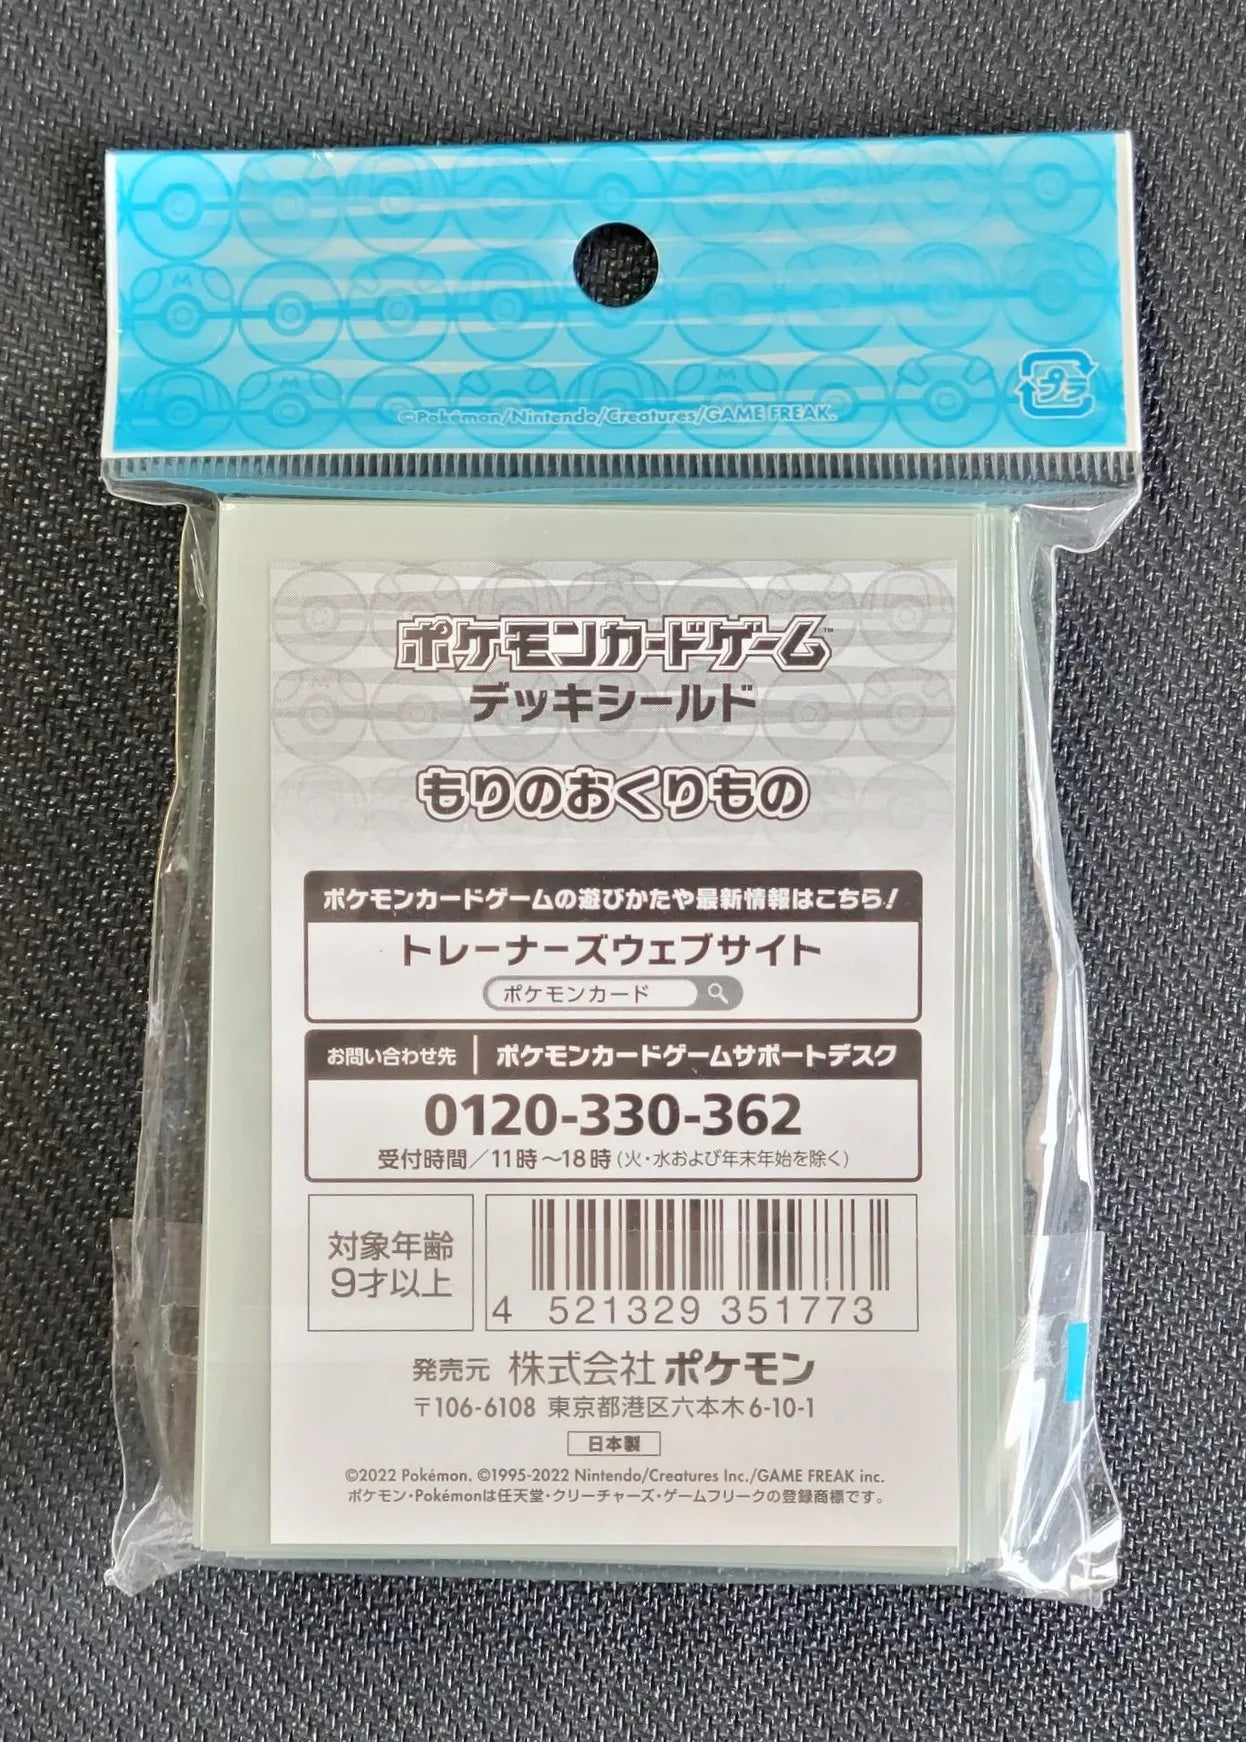 プラ
©Pokémon/Nintendo/Creatures/GAME FREAK.
ポケモンカードゲーム™
デッキシールド
もりのおくりもの
ポケモンカードゲームの遊びかたや最新情報はこちら!
トレーナーズウェブサイト
ポケモンカード
お問い合わせ先 | ポケモンカードゲームサポートデスク
0120-330-362
受付時間／11時〜18時(火・水および年末年始を除く)
対象年齢
9才以上
4 521329 351773
発売元 株式会社ポケモン
〒106-6108 東京都港区六本木6-10-1
日本製
©2022 Pokémon. ©1995-2022 Nintendo/Creatures Inc./GAME FREAK inc.
ポケモン・Pokémonは任天堂・クリーチャーズ・ゲームフリークの登録商標です。